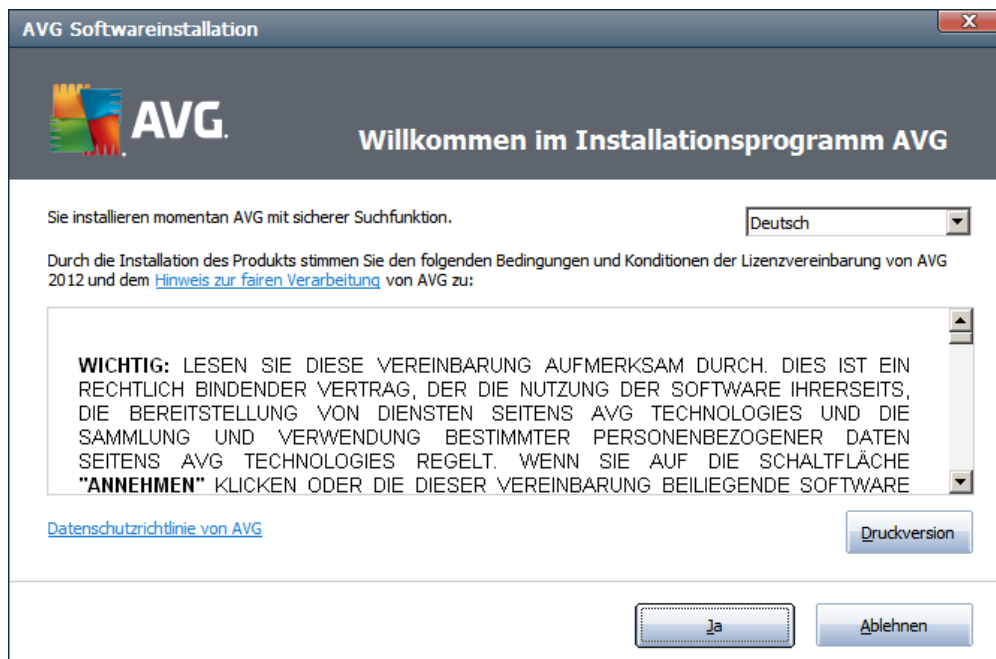 AVG Softwareinstallation
X
AVG.
Willkommen im Installationsprogramm AVG
Sie installieren momentan AVG mit sicherer Suchfunktion.
Deutsch
Durch die Installation des Produkts stimmen Sie den folgenden Bedingungen und Konditionen der Lizenzvereinbarung von AVG
2012 und dem Hinweis zur fairen Verarbeitung von AVG zu:
WICHTIG: LESEN SIE DIESE VEREINBARUNG AUFMERKSAM DURCH. DIES IST EIN
RECHTLICH BINDENDER VERTRAG, DER DIE NUTZUNG DER SOFTWARE IHRERSEITS,
DIE BEREITSTELLUNG VON DIENSTEN SEITENS AVG TECHNOLOGIES UND DIE
SAMMLUNG UND VERWENDUNG BESTIMMTER PERSONENBEZOGENER DATEN
SEITENS AVG TECHNOLOGIES REGELT. WENN SIE AUF DIE SCHALTFLÄCHE
"ANNEHMEN" KLICKEN ODER DIE DIESER VEREINBARUNG BEILIEGENDE SOFTWARE
Datenschutzrichtlinie von AVG
Druckversion
Ja
Ablehnen